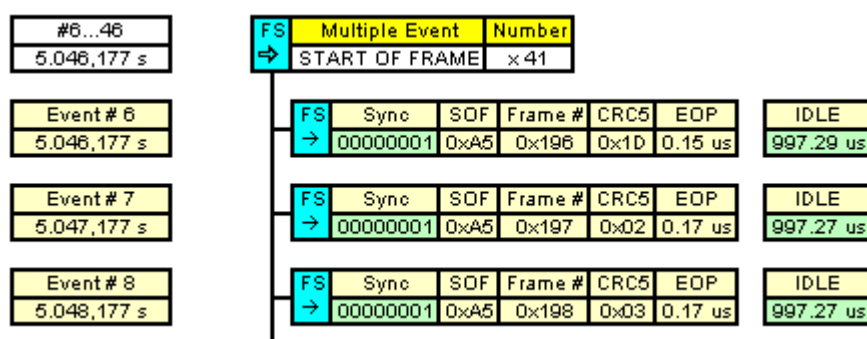 #6...46 FS Multiple Event Number
5.046,177 s START OF FRAME x 41
Event # 6 FS Sync SOF Frame # CRC5 EOP IDLE
5.046,177 s 00000001 0xA5 0x196 0x1D 0.15 us 997.29 us
Event # 7 FS Sync SOF Frame # CRC5 EOP IDLE
5.047,177 s 00000001 0xA5 0x197 0x02 0.17 us 997.27 us
Event # 8 FS Sync SOF Frame # CRC5 EOP IDLE
5.048,177 s 00000001 0xA5 0x198 0x03 0.17 us 997.27 us